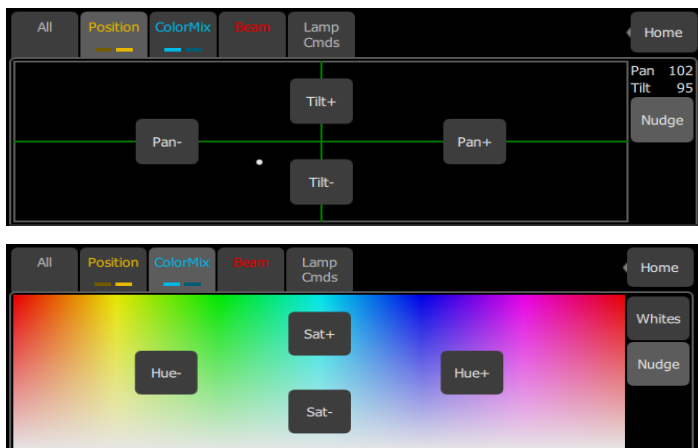 All Position ColorMix Beam Lamp Cmds Home
Pan 102
Tilt 95
Tilt+
Nudge
Pan- Pan+
Tilt-
All Position ColorMix Beam Lamp Cmds Home
Whites
Sat+
Hue- Hue+ Nudge
Sat-